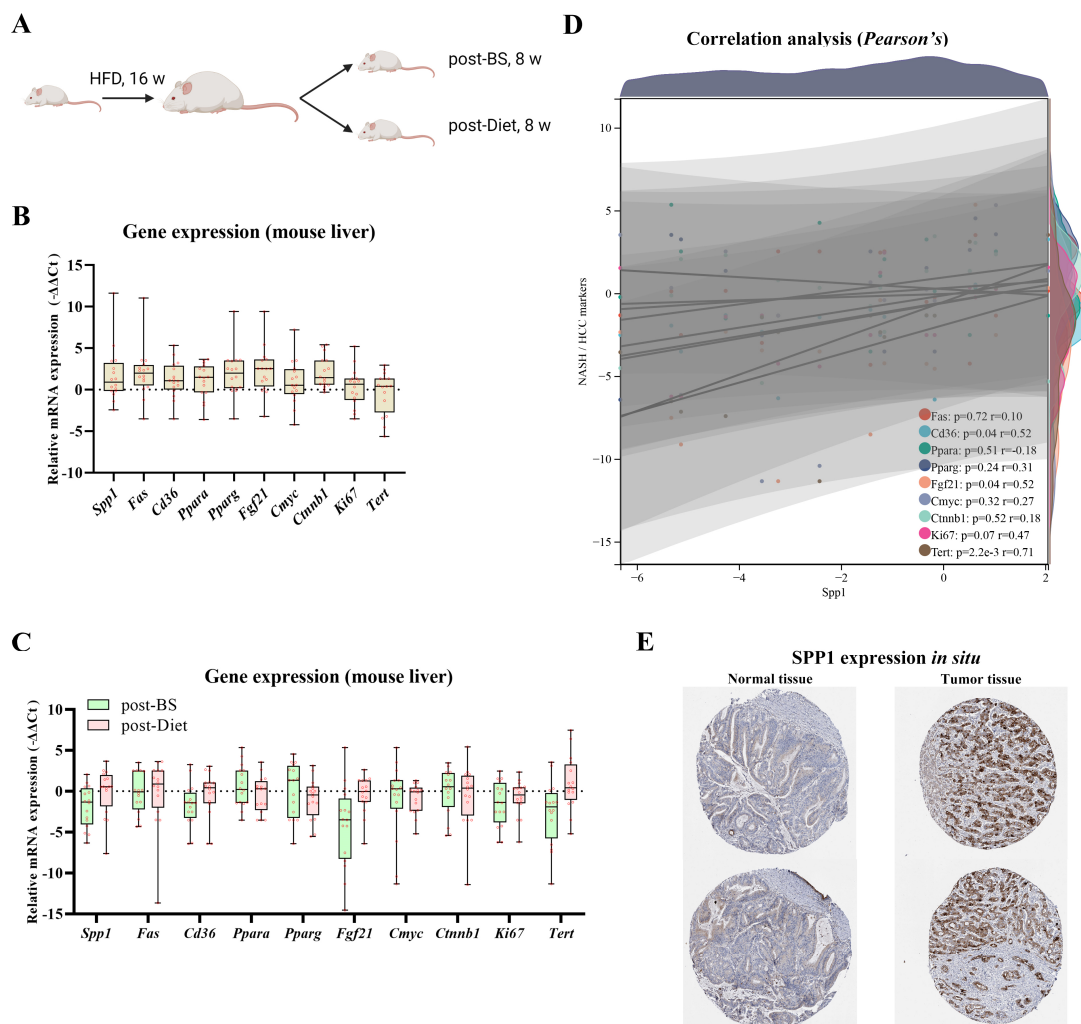 A
HFD, 16 w
post-BS, 8 w
post-Diet, 8 w
B
Gene expression (mouse liver)
Relative mRNA expression (-ΔΔCt)
15
10
5
0
-5
-10
Spp1
Fas
Cd36
Ppara
Pparg
Fgf21
Cmyc
Ctnnb1
Ki67
Tert
C
Gene expression (mouse liver)
Relative mRNA expression (-ΔΔCt)
post-BS
post-Diet
10
5
0
-5
-10
-15
Spp1
Fas
Cd36
Ppara
Pparg
Fgf21
Cmyc
Ctnnb1
Ki67
Tert
D
Correlation analysis (Pearson's)
NASH / HCC markers
10
5
0
−5
−10
−15
Fas: p=0.72 r=0.10
Cd36: p=0.04 r=0.52
Ppara: p=0.51 r=-0.18
Pparg: p=0.24 r=0.31
Fgf21: p=0.04 r=0.52
Cmyc: p=0.32 r=0.27
Ctnnb1: p=0.52 r=0.18
Ki67: p=0.07 r=0.47
Tert: p=2.2e-3 r=0.71
−6
−4
−2
0
2
Spp1
E
SPP1 expression in situ
Normal tissue
Tumor tissue